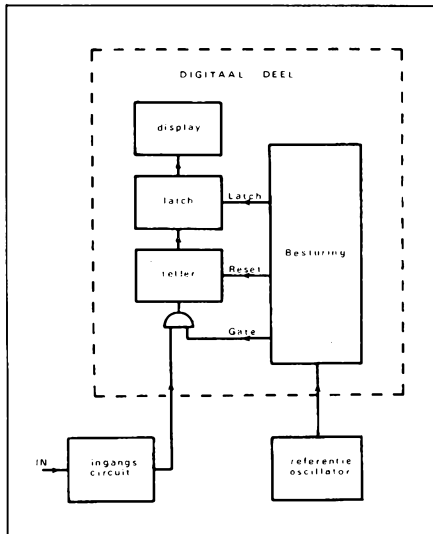 DIGITAAL DEEL
display
latch
Latch
Besturing
teller
Reset
Gate
IN
ingangs
circuit
referentie
oscillator